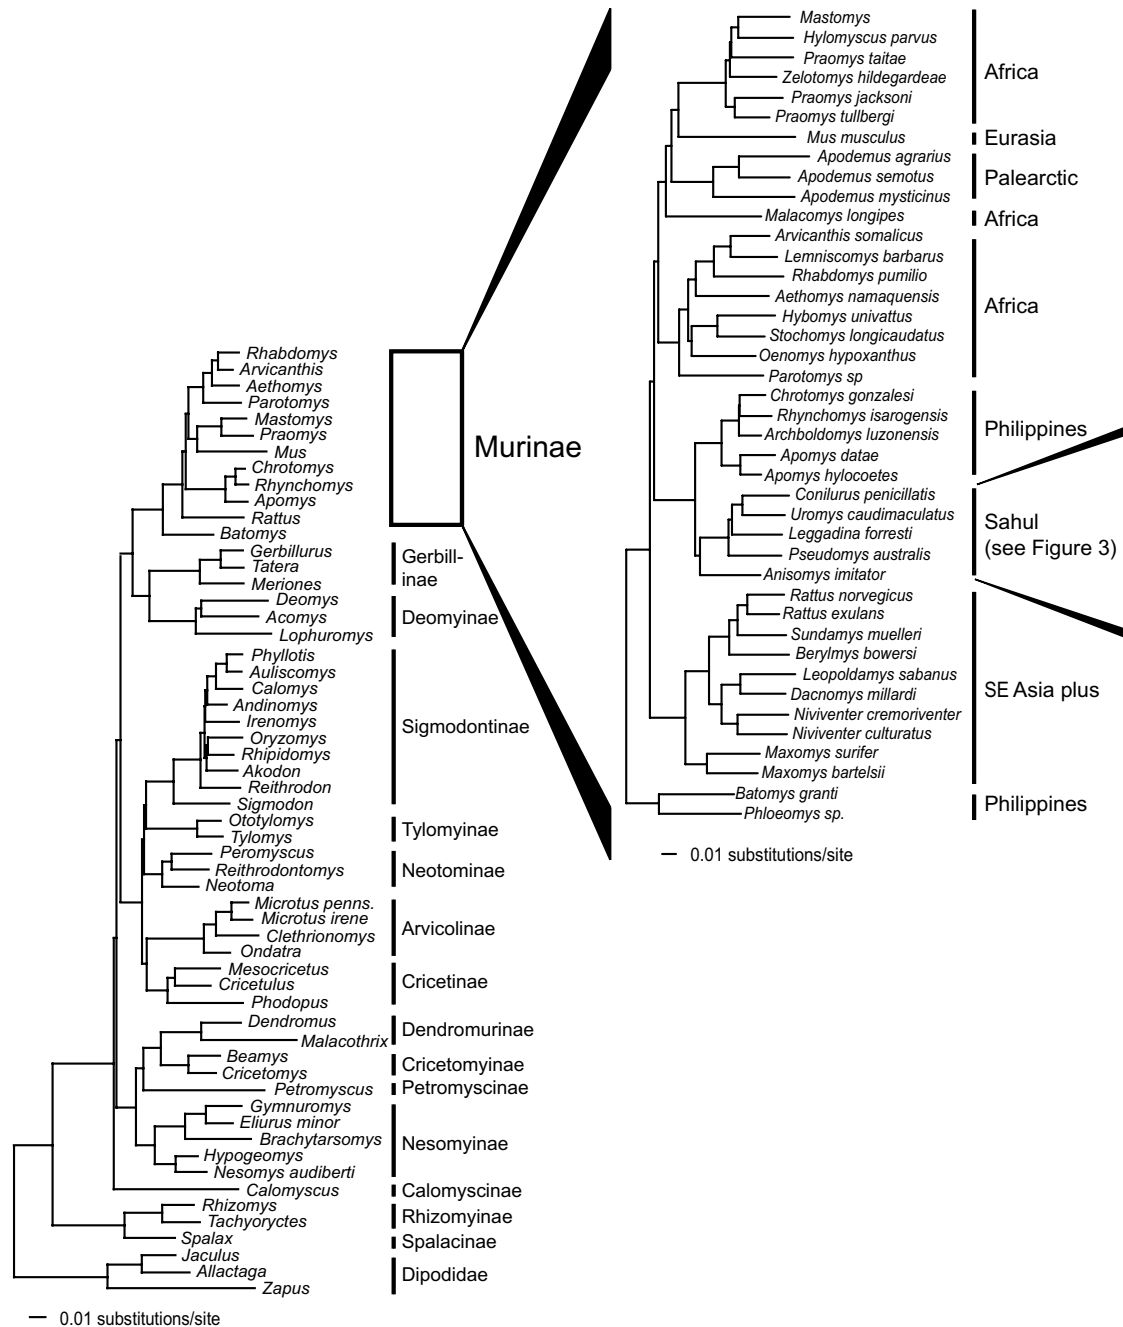 Mastomys
Hylomyscus parvus
Praomys taitae
Zelotomys hildegardeae
Praomys jacksoni
Praomys tullbergi
Africa
Mus musculus
Eurasia
Apodemus agrarius
Apodemus semotus
Apodemus mysticinus
Palearctic
Malacomys longipes
Africa
Arvicanthis somalicus
Lemniscomys barbarus
Rhabdomys pumilio
Aethomys namaquensis
Hybomys univattus
Stochomys longicaudatus
Oenomys hypoxanthus
Parotomys sp
Africa
Chrotomys gonzalesi
Rhynchomys isarogensis
Archboldomys luzonensis
Apomys datae
Apomys hylocoetes
Philippines
Conilurus penicillatis
Uromys caudimaculatus
Leggadina forresti
Pseudomys australis
Anisomys imitator
Sahul
(see Figure 3)
Rattus norvegicus
Rattus exulans
Sundamys muelleri
Berylmys bowersi
Leopoldamys sabanus
Dacnomys millardi
Niviventer cremoriventer
Niviventer culturatus
Maxomys surifer
Maxomys bartelsii
SE Asia plus
Batomys granti
Phloeomys sp.
Philippines
0.01 substitutions/site
Rhabdomys
Arvicanthis
Aethomys
Parotomys
Mastomys
Praomys
Mus
Chrotomys
Rhynchomys
Apomys
Rattus
Batomys
Murinae
Gerbillurus
Tatera
Meriones
Gerbill-
inae
Deomys
Acomys
Lophuromys
Deomyinae
Phyllotis
Auliscomys
Calomys
Andinomys
Irenomys
Oryzomys
Rhipidomys
Akodon
Reithrodon
Sigmodon
Sigmodontinae
Ototylomys
Tylomys
Tylomyinae
Peromyscus
Reithrodontomys
Neotoma
Neotominae
Microtus penns.
Microtus irene
Clethrionomys
Ondatra
Arvicolinae
Mesocricetus
Cricetulus
Phodopus
Cricetinae
Dendromus
Malacothrix
Dendromurinae
Beamys
Cricetomys
Cricetomyinae
Petromyscus
Petromyscinae
Gymnuromys
Eliurus minor
Brachytarsomys
Hypogeomys
Nesomys audiberti
Nesomyinae
Calomyscus
Calomyscinae
Rhizomys
Tachyoryctes
Rhizomyinae
Spalax
Spalacinae
Jaculus
Allactaga
Zapus
Dipodidae
0.01 substitutions/site